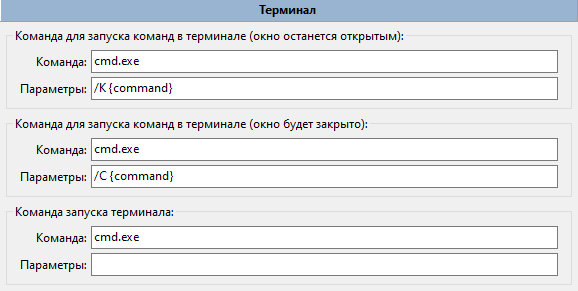 Терминал
Команда для запуска команд в терминале (окно останется открытым):
Команда: cmd.exe
Параметры: /K {command}
Команда для запуска команд в терминале (окно будет закрыто):
Команда: cmd.exe
Параметры: /C {command}
Команда запуска терминала:
Команда: cmd.exe
Параметры: